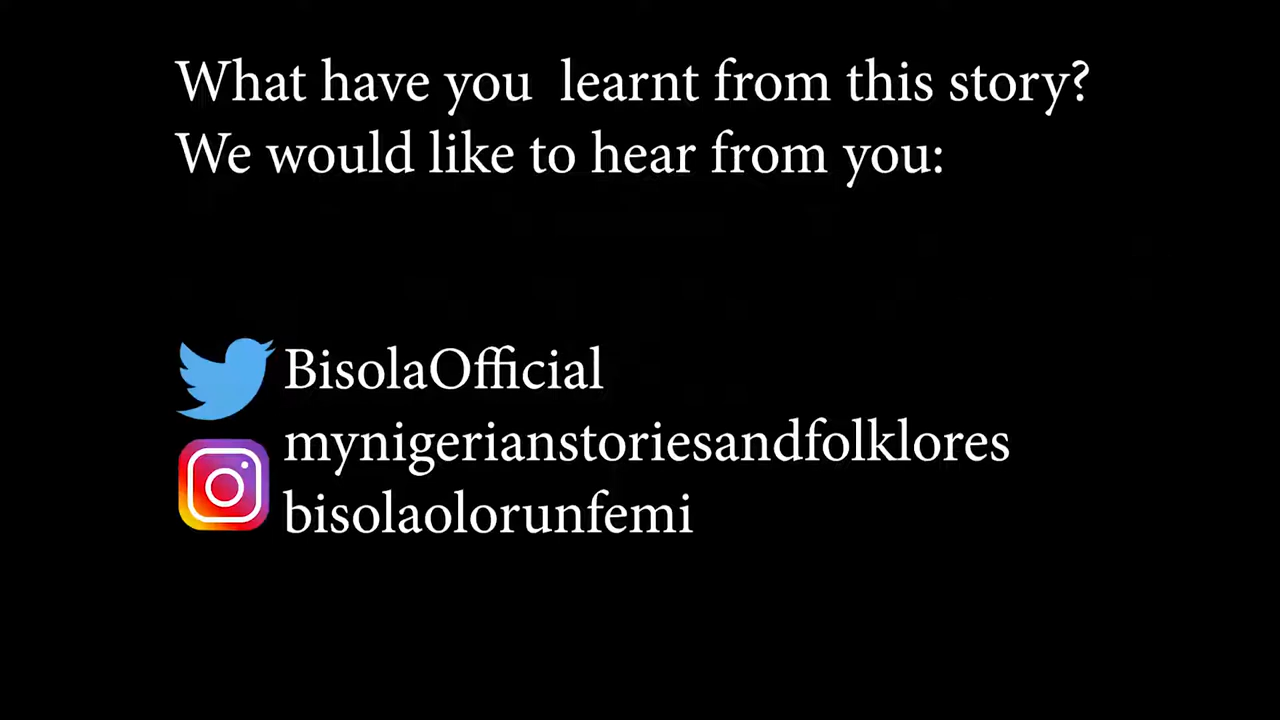 What have you  learnt from this story?
We would like to hear from you:
BisolaOfficial
mynigerianstoriesandfolklores
bisolaolorunfemi